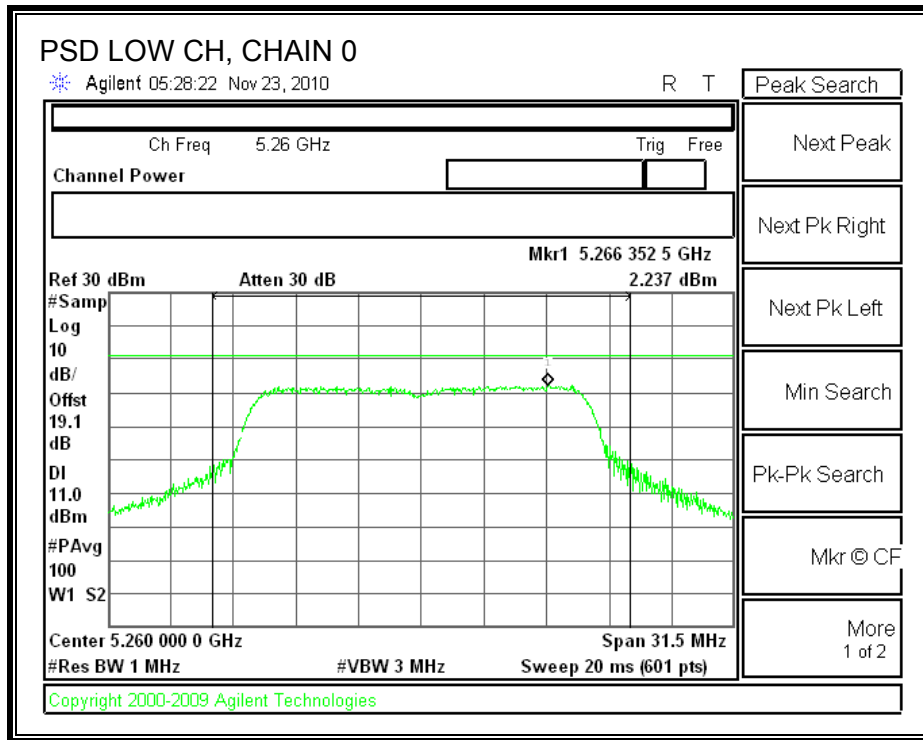 PSD LOW CH, CHAIN 0
Agilent 05:28:22 Nov 23, 2010 R T
Peak Search
Ch Freq 5.26 GHz Trig Free
Channel Power
Next Peak
Next Pk Right
Mkr1 5.266 352 5 GHz
Ref 30 dBm Atten 30 dB 2.237 dBm
#Samp
Log
10
dB/
Offst
19.1
dB
DI
11.0
dBm
#PAvg
100
W1 S2
1
Next Pk Left
Min Search
Pk-Pk Search
Mkr © CF
More
1 of 2
Center 5.260 000 0 GHz Span 31.5 MHz
#Res BW 1 MHz #VBW 3 MHz Sweep 20 ms (601 pts)
Copyright 2000-2009 Agilent Technologies